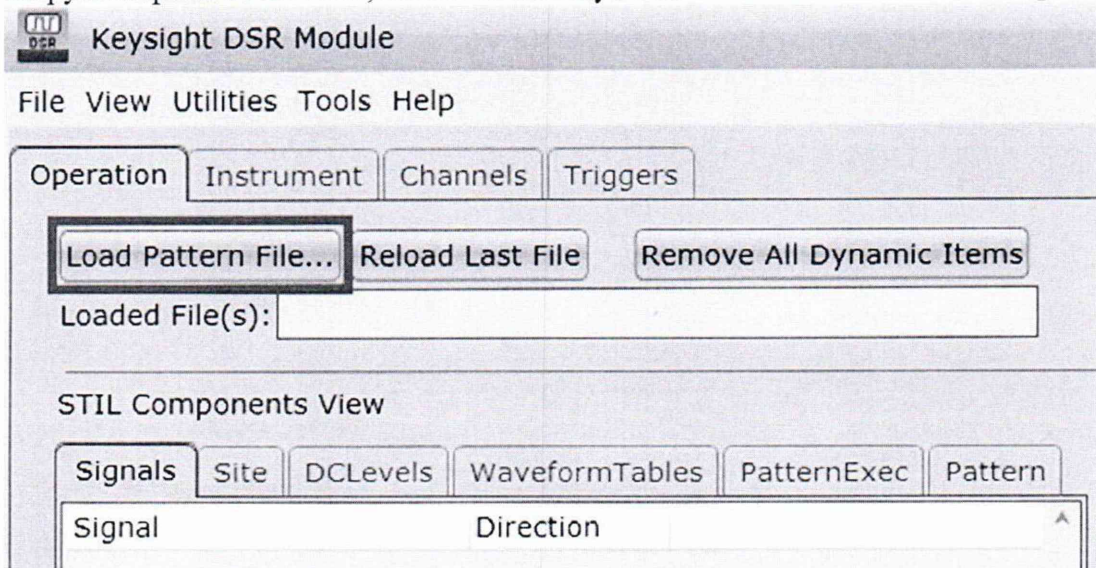 DSR Keysight DSR Module
File View Utilities Tools Help
Operation Instrument Channels Triggers
Load Pattern File... Reload Last File Remove All Dynamic Items
Loaded File(s):
STIL Components View
Signals Site DCLevels WaveformTables PatternExec Pattern
Signal Direction